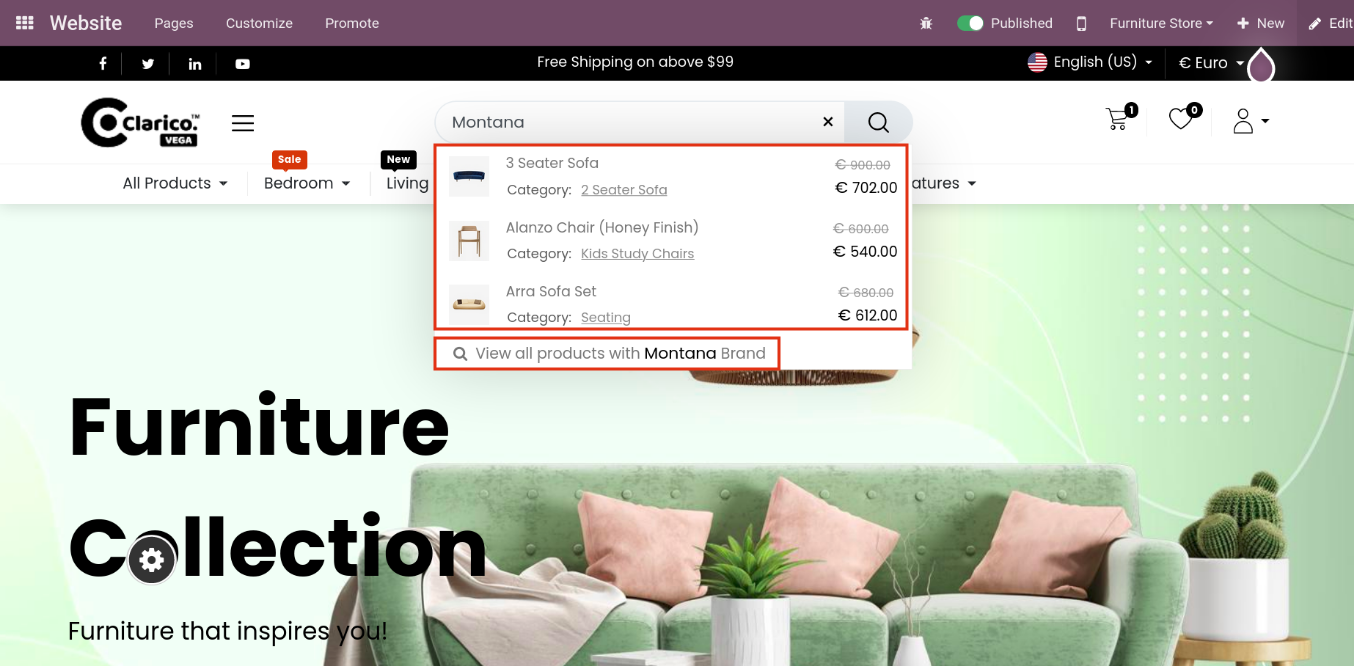 Website Pages Customize Promote Published Furniture Store New Edit
Free Shipping on above $99 English (US) € Euro
Clarico.™
VEGA
Montana
1
0
Sale
New
All Products Bedroom Living atures
3 Seater Sofa € 900.00
Category: 2 Seater Sofa € 702.00
Alanzo Chair (Honey Finish) € 600.00
Category: Kids Study Chairs € 540.00
Arra Sofa Set € 680.00
Category: Seating € 612.00
View all products with Montana Brand
Furniture
Collection
Furniture that inspires you!